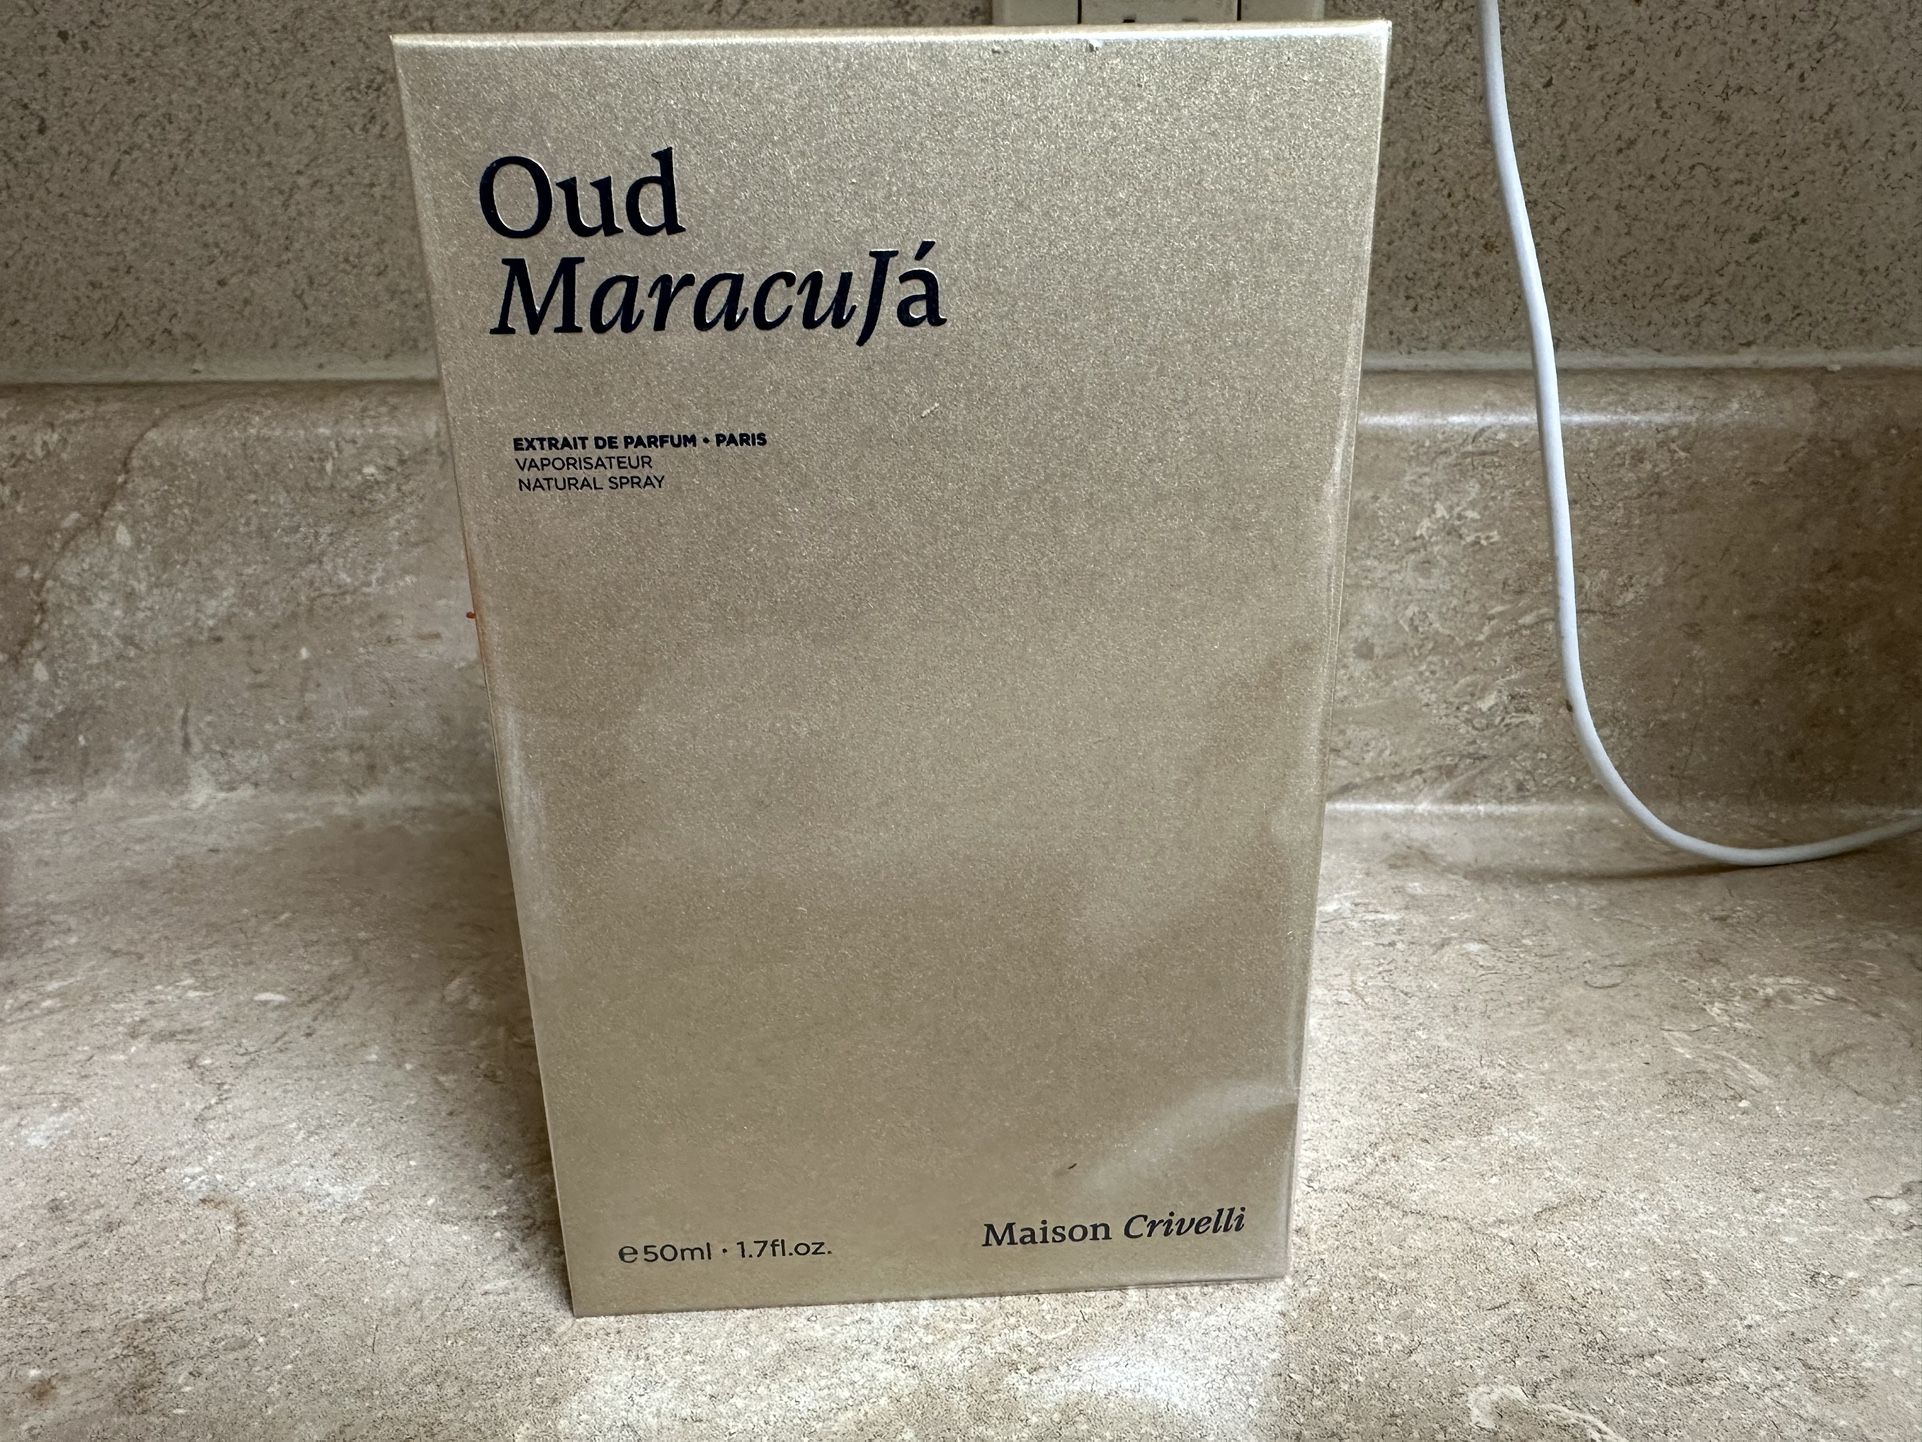 Oud
MaracuJá
EXTRAIT DE PARFUM • PARIS
VAPORISATEUR
NATURAL SPRAY
℮50ml · 1.7fl.oz.
Maison Crivelli